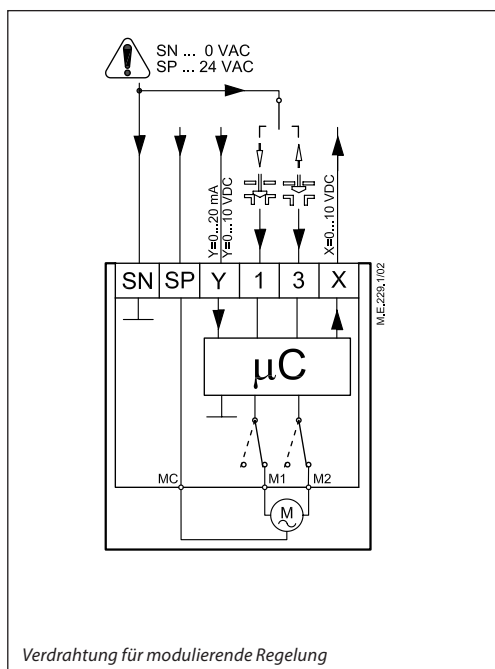 SN ... 0 VAC
SP ... 24 VAC
Y=0...20 mA
Y=0...10 VDC
X=0...10 VDC
SN SP Y 1 3 X
M.E.229.1/02
µC
MC M1 M2
M
Verdrahtung für modulierende Regelung